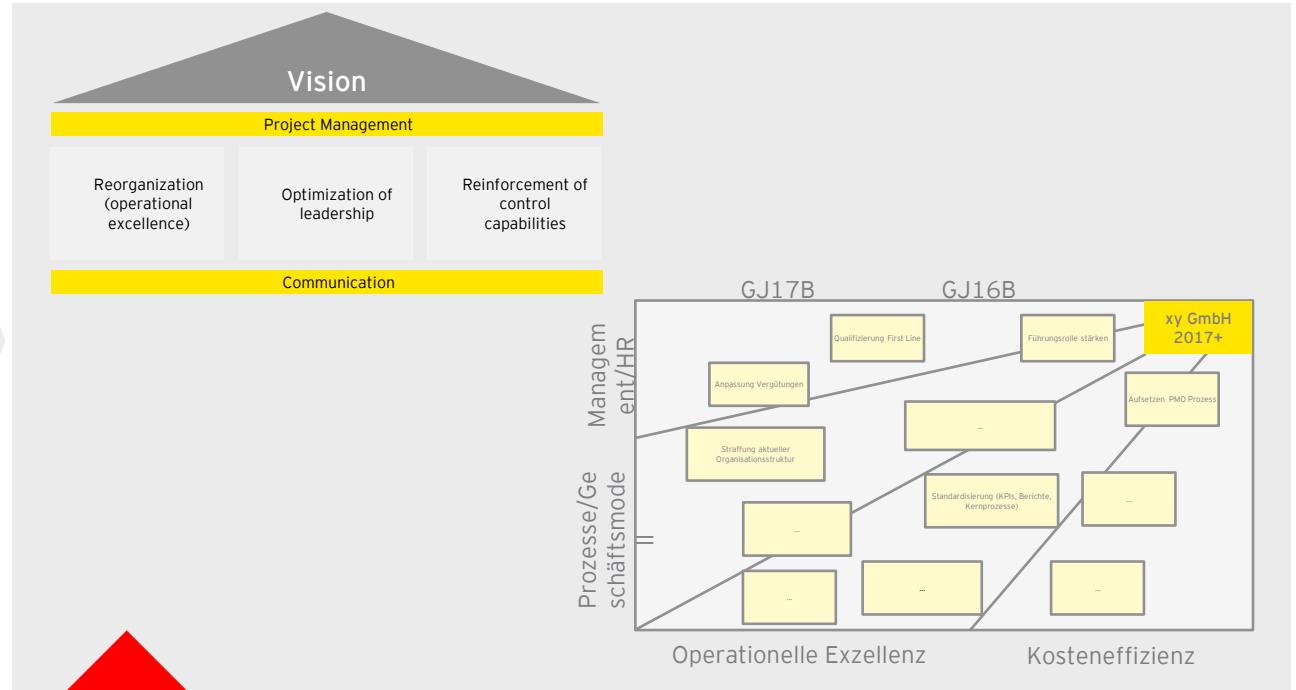 Vision
Project Management
Reorganization
(operational
excellence)
Optimization of
leadership
Reinforcement of
control
capabilities
Communication
GJ17B
GJ16B
Managem
ent/HR
Prozesse/Ge
schäftsmode
Qualifizierung First Line
Führungsrolle stärken
xy GmbH
2017+
Anpassung Vergütungen
Aufsetzen PMO Prozess
...
Straffung aktueller
Organisationsstruktur
Standardisierung (KPIs, Berichte,
Kernprozesse)
...
...
...
...
...
Operationelle Exzellenz
Kosteneffizienz